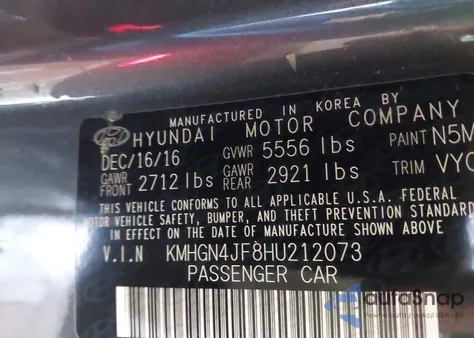 MANUFACTURED IN KOREA BY
HYUNDAI MOTOR COMPANY
DEC/16/16 GVWR 5556 lbs PAINT N5M
GAWR FRONT 2712 lbs GAWR REAR 2921 lbs TRIM VYC
THIS VEHICLE CONFORMS TO ALL APPLICABLE U.S.A. FEDERAL
MOTOR VEHICLE SAFETY, BUMPER, AND THEFT PREVENTION STANDARD
IN EFFECT ON THE DATE OF MANUFACTURE SHOWN ABOVE.
V.I.N KMHGN4JF8HU212073
PASSENGER CAR
autoSnap